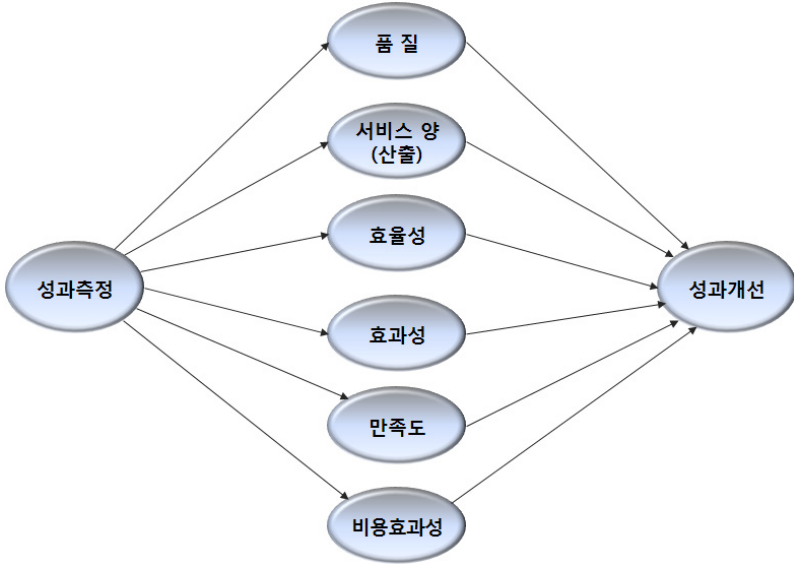 품 질
서비스 양
(산출)
효율성
성과측정
성과개선
효과성
만족도
비용효과성